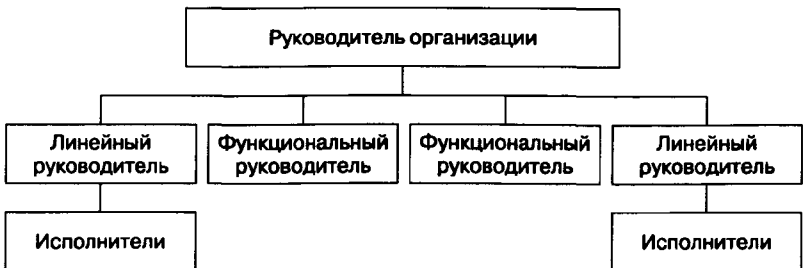 Руководитель организации
Линейный
руководитель
Функциональный
руководитель
Функциональный
руководитель
Линейный
руководитель
Исполнители
Исполнители